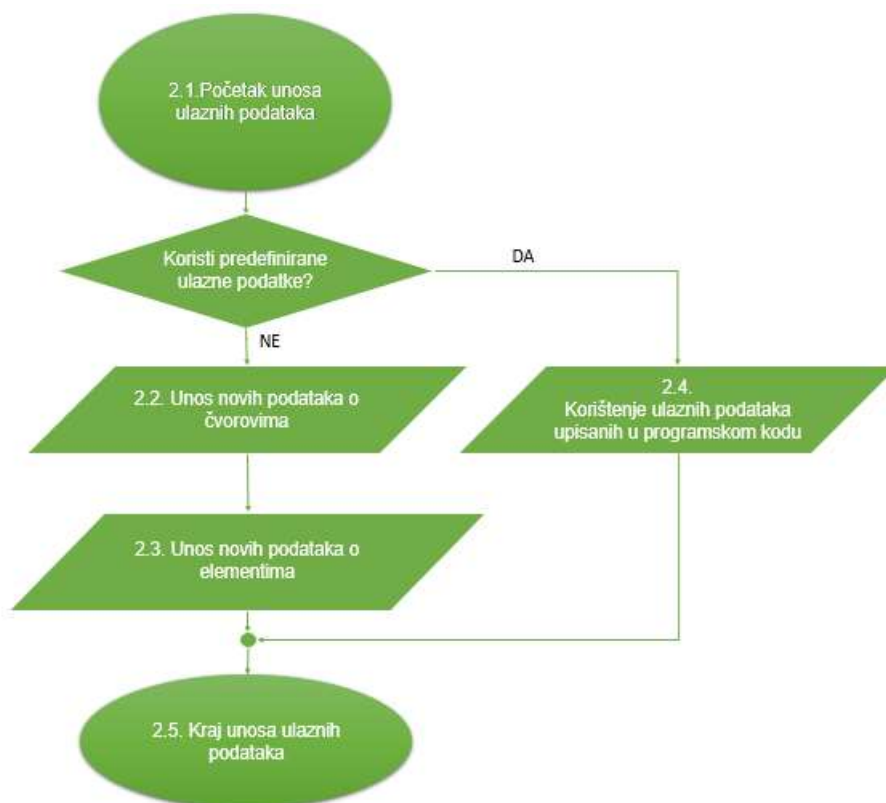 2.1.Početak unosa
ulaznih podataka
Koristi predefinirane
ulazne podatke?
DA
NE
2.2. Unos novih podataka o
čvorovima
2.4.
Korištenje ulaznih podataka
upisanih u programskom kodu
2.3. Unos novih podataka o
elementima
2.5. Kraj unosa ulaznih
podataka